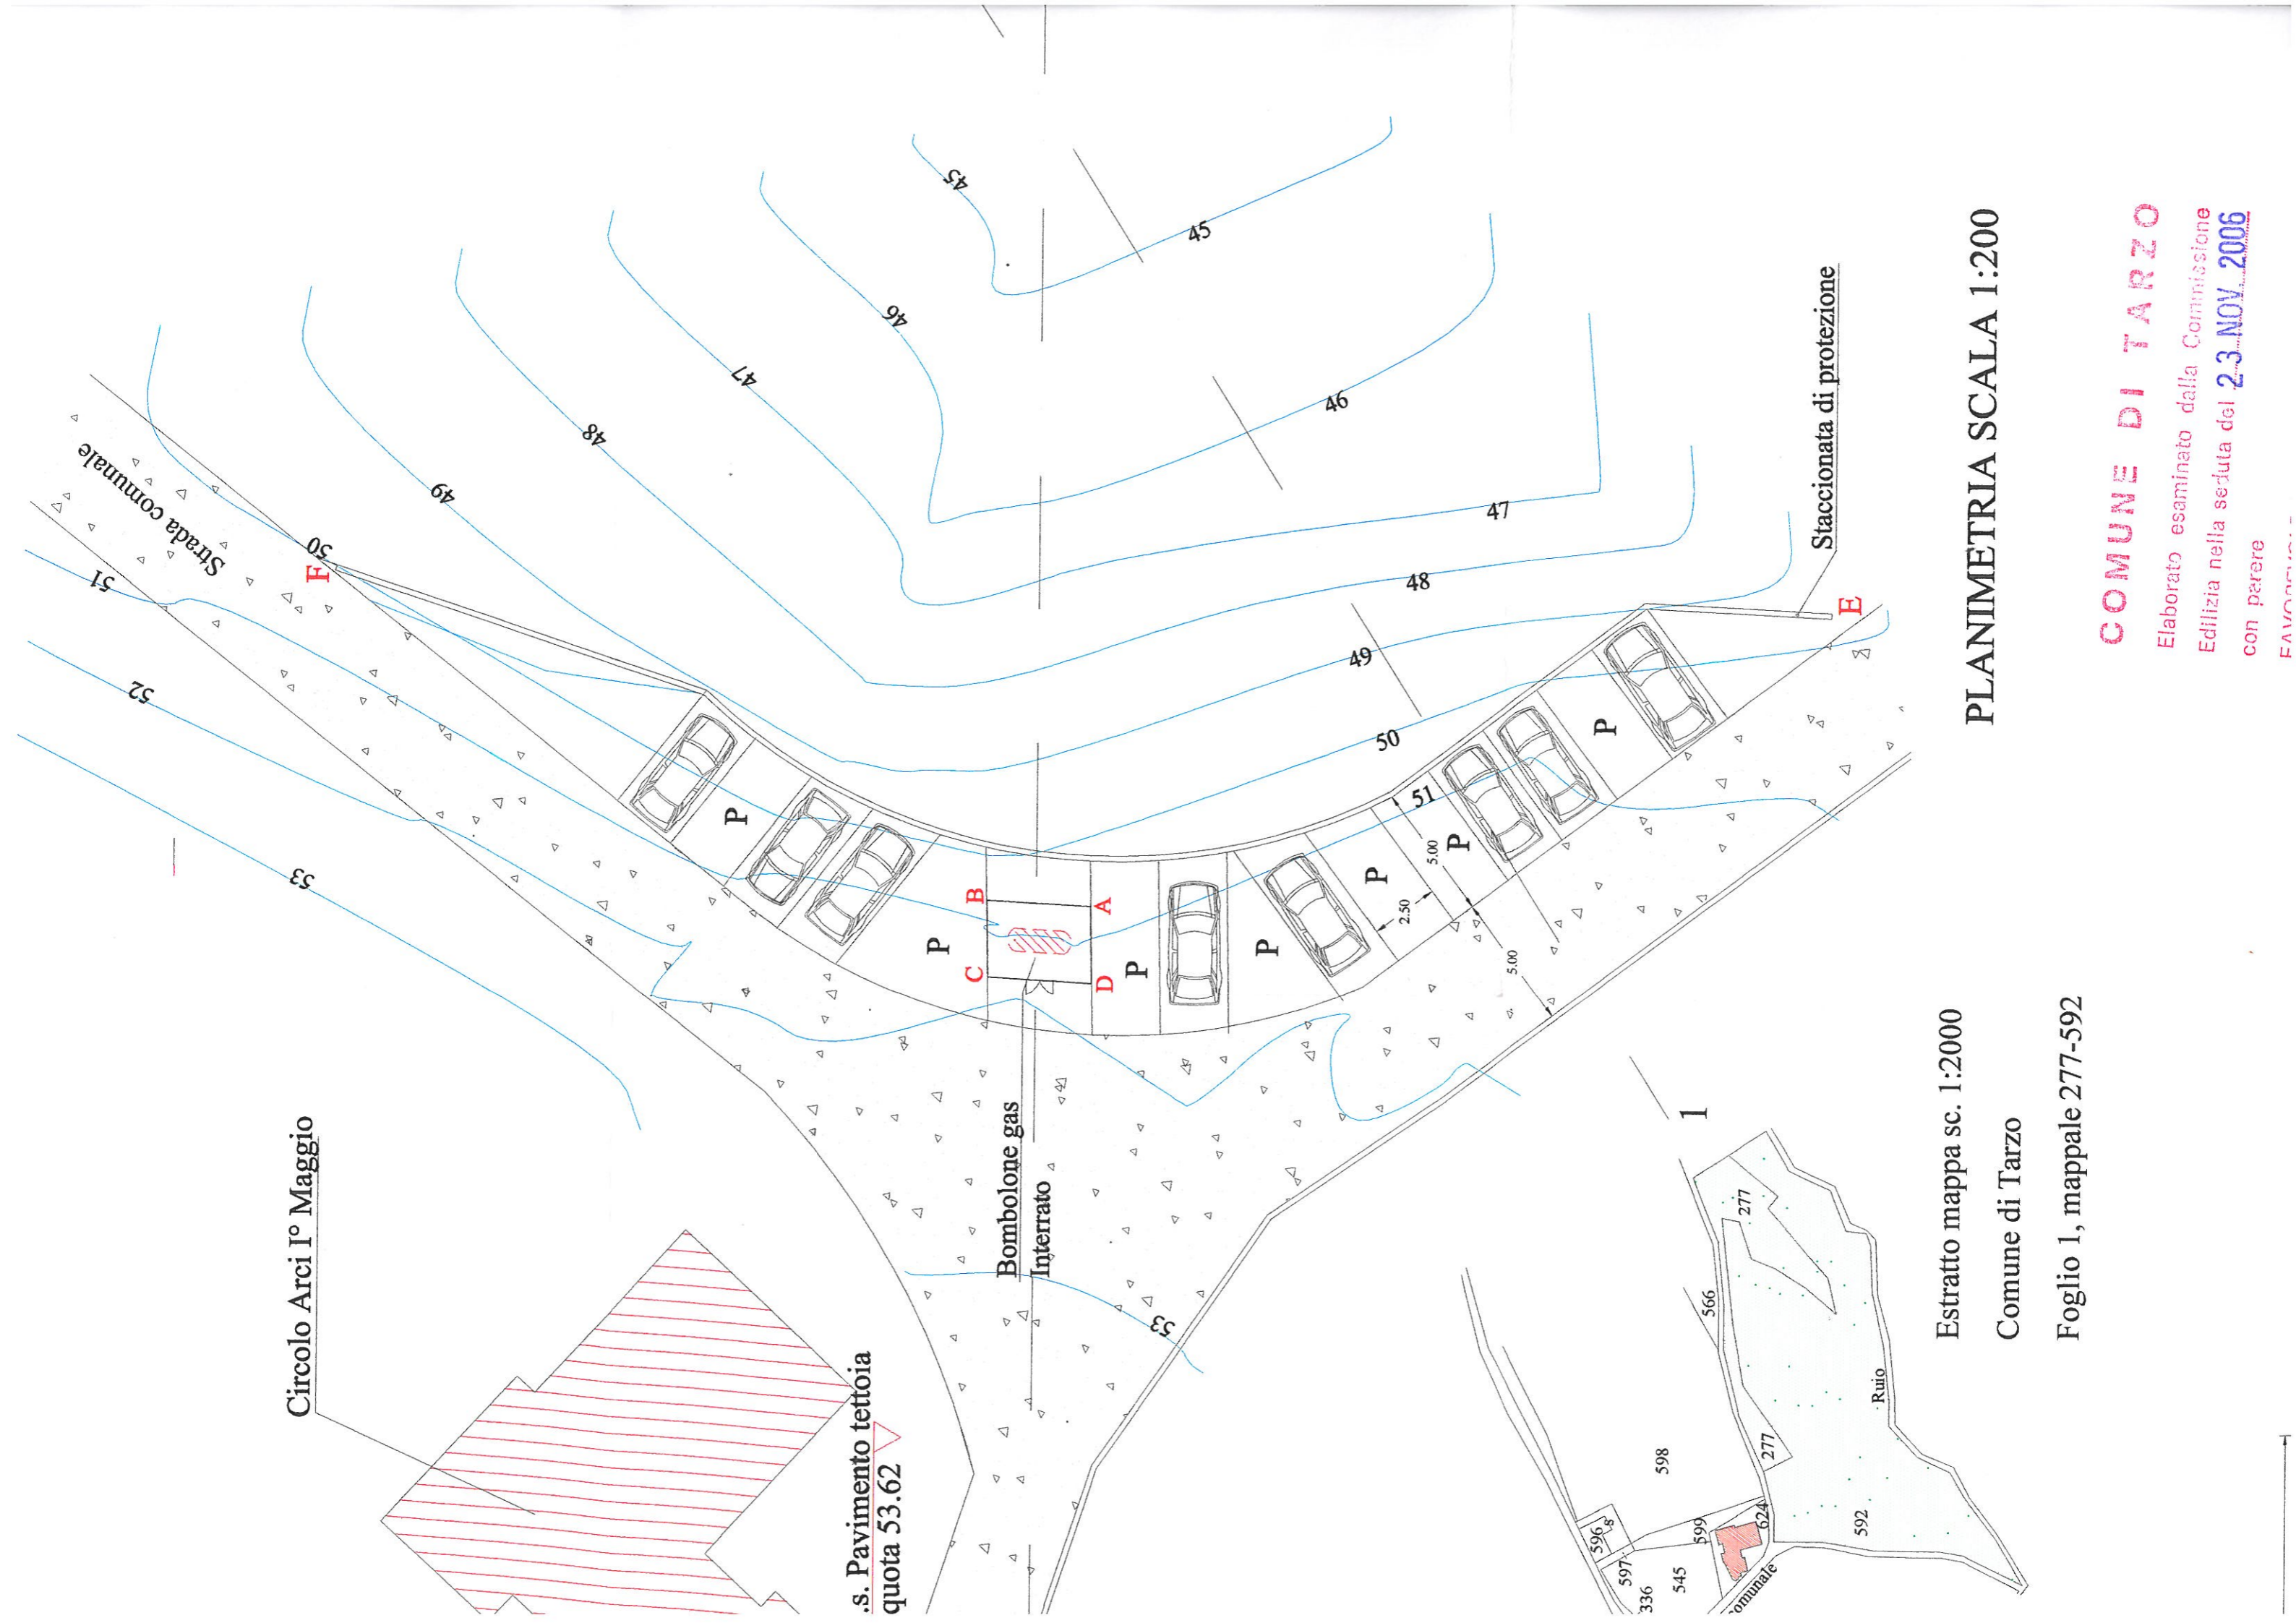 Strada comunale
50
F
51
52
53
49
48
47
46
45
45
46
47
48
49
50
51
P
P
P
P
P
P
P
B
A
C
D
5.00
2.50
5.00
E
Staccionata di protezione
Circolo Arci I° Maggio
.s. Pavimento tettoia
quota 53.62
Bombolone gas
Interrato
53
PLANIMETRIA SCALA 1:200
COMUNE DI TARZO
Elaborato esaminato dalla Commissione
Edilizia nella seduta del 23 NOV. 2006
con parere
1
Estratto mappa sc. 1:2000
Comune di Tarzo
Foglio 1, mappale 277-592
277
566
277
Ruio
598
592
624
599
596
8
597
545
336
omunale